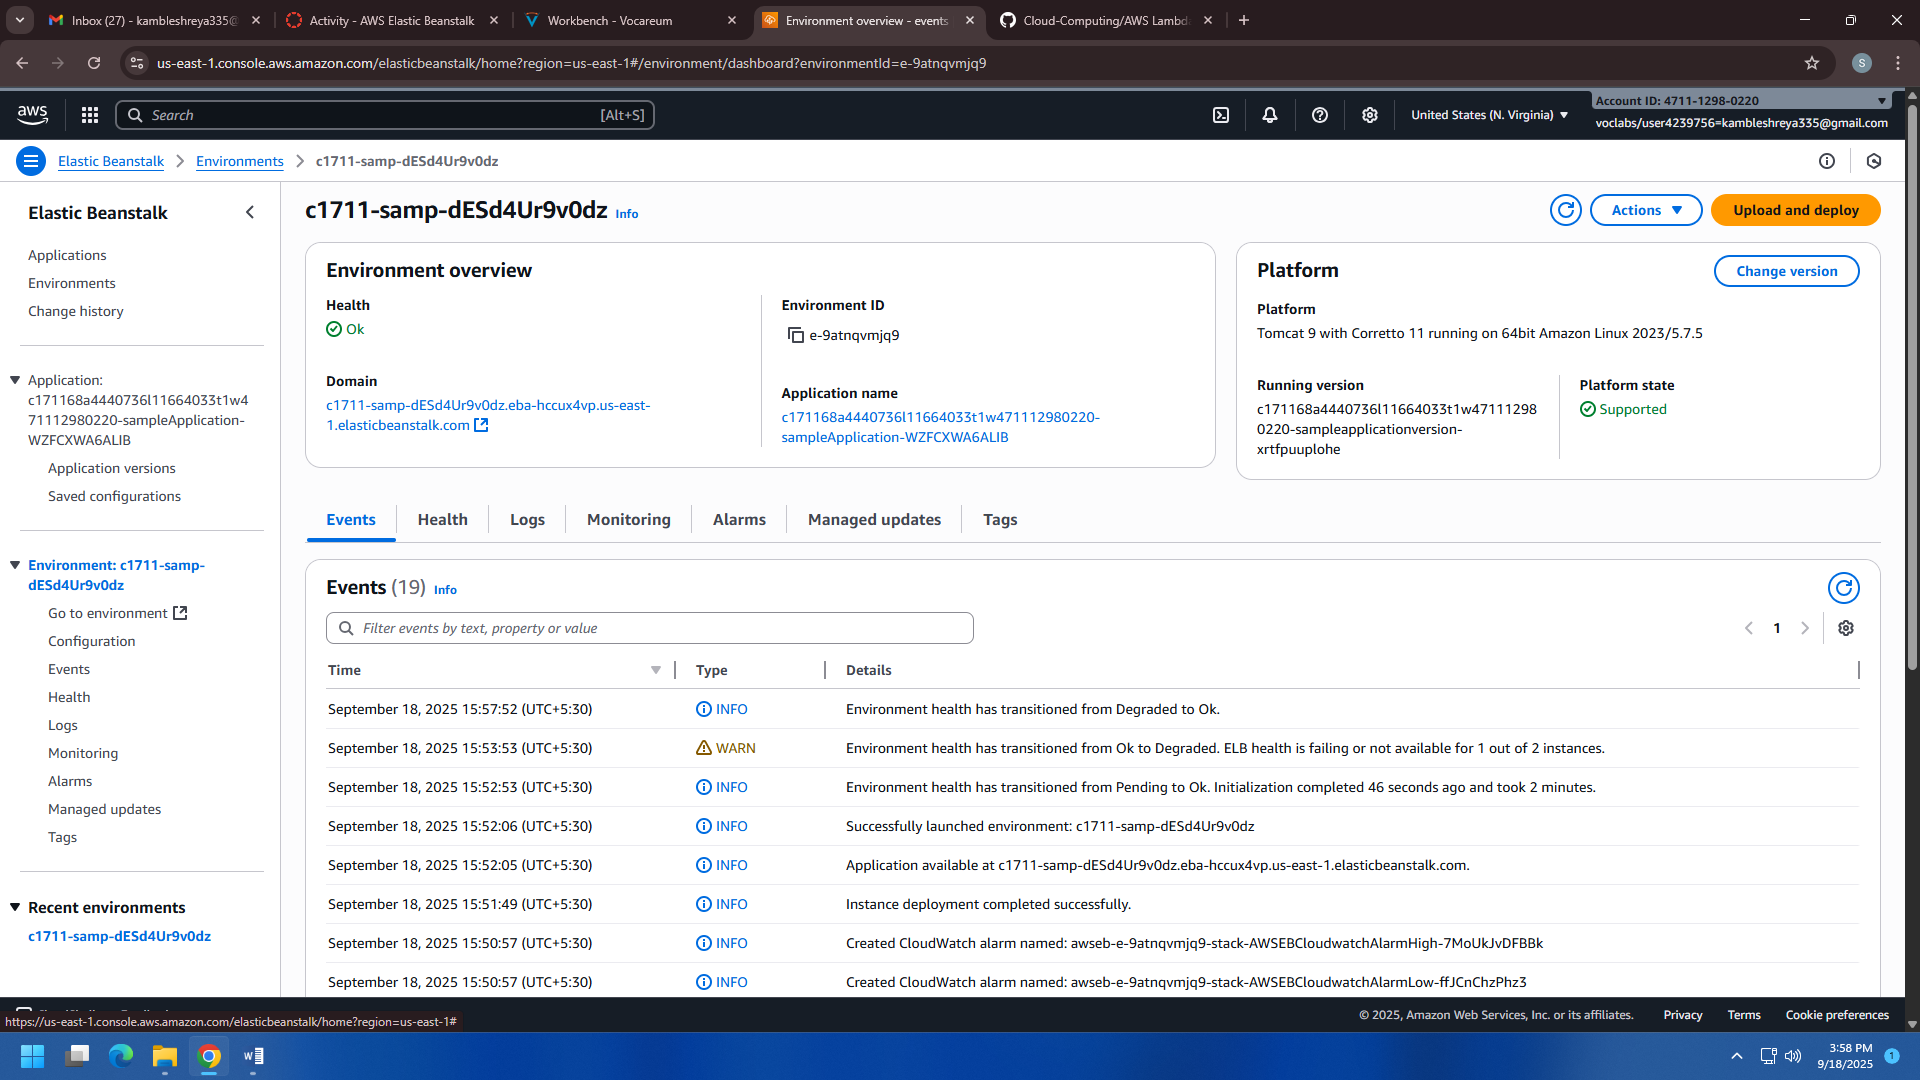 Inbox (27) - kambleshreya335@
Activity - AWS Elastic Beanstalk
Workbench - Vocareum
Environment overview - events
Cloud-Computing/AWS Lambd
us-east-1.console.aws.amazon.com/elasticbeanstalk/home?region=us-east-1#/environment/dashboard?environmentId=e-9atnqvmjq9
S
aws
Search
[Alt+S]
United States (N. Virginia)
Account ID: 4711-1298-0220
voclabs/user4239756=kambleshreya335@gmail.com
Elastic Beanstalk
Environments
c1711-samp-dESd4Ur9v0dz
Elastic Beanstalk
Applications
Environments
Change history
Application:
c171168a4440736l11664033t1w4
71112980220-sampleApplication-
WZFCXWA6ALIB
Application versions
Saved configurations
Environment: c1711-samp-
dESd4Ur9v0dz
Go to environment
Configuration
Events
Health
Logs
Monitoring
Alarms
Managed updates
Tags
Recent environments
c1711-samp-dESd4Ur9v0dz
c1711-samp-dESd4Ur9v0dz Info
Actions
Upload and deploy
Environment overview
Health
Ok
Domain
c1711-samp-dESd4Ur9v0dz.eba-hccux4vp.us-east-
1.elasticbeanstalk.com
Environment ID
e-9atnqvmjq9
Application name
c171168a4440736l11664033t1w471112980220-
sampleApplication-WZFCXWA6ALIB
Platform
Change version
Platform
Tomcat 9 with Corretto 11 running on 64bit Amazon Linux 2023/5.7.5
Running version
c171168a4440736l11664033t1w47111298
0220-sampleapplicationversion-
xrtfpuuplohe
Platform state
Supported
Events
Health
Logs
Monitoring
Alarms
Managed updates
Tags
Events (19) Info
Filter events by text, property or value
1
Time Type Details
September 18, 2025 15:57:52 (UTC+5:30) INFO Environment health has transitioned from Degraded to Ok.
September 18, 2025 15:53:53 (UTC+5:30) WARN Environment health has transitioned from Ok to Degraded. ELB health is failing or not available for 1 out of 2 instances.
September 18, 2025 15:52:53 (UTC+5:30) INFO Environment health has transitioned from Pending to Ok. Initialization completed 46 seconds ago and took 2 minutes.
September 18, 2025 15:52:06 (UTC+5:30) INFO Successfully launched environment: c1711-samp-dESd4Ur9v0dz
September 18, 2025 15:52:05 (UTC+5:30) INFO Application available at c1711-samp-dESd4Ur9v0dz.eba-hccux4vp.us-east-1.elasticbeanstalk.com.
September 18, 2025 15:51:49 (UTC+5:30) INFO Instance deployment completed successfully.
September 18, 2025 15:50:57 (UTC+5:30) INFO Created CloudWatch alarm named: awseb-e-9atnqvmjq9-stack-AWSEBCloudwatchAlarmHigh-7MoUkJvDFBBk
September 18, 2025 15:50:57 (UTC+5:30) INFO Created CloudWatch alarm named: awseb-e-9atnqvmjq9-stack-AWSEBCloudwatchAlarmLow-ffJCnChzPhz3
https://us-east-1.console.aws.amazon.com/elasticbeanstalk/home?region=us-east-1#
© 2025, Amazon Web Services, Inc. or its affiliates.
Privacy
Terms
Cookie preferences
3:58 PM
9/18/2025
1